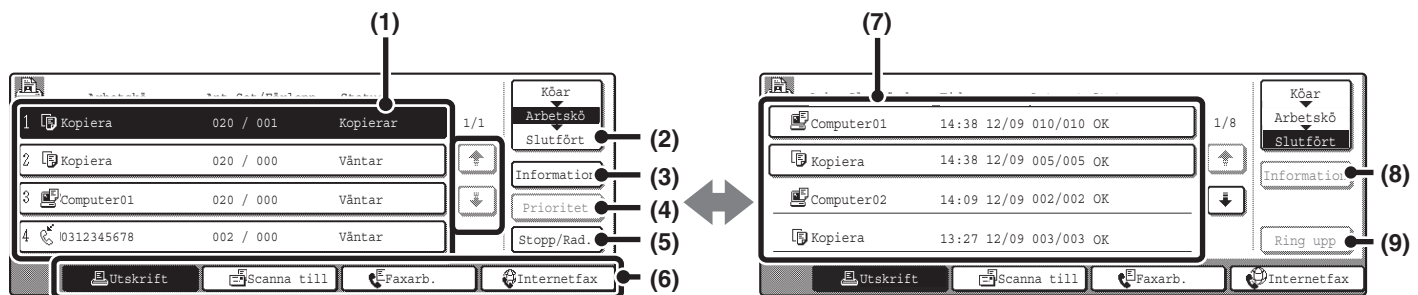 (1)
(7)
Köar
Arbetskö
Slutfört
(2)
1 Kopiera 020 / 001 Kopierar
1/1
2 Kopiera 020 / 000 Väntar
Information
(3)
3 Computer01 020 / 000 Väntar
Prioritet
(4)
4 0312345678 002 / 000 Väntar
Stopp/Rad.
(5)
Utskrift
Scanna till
Faxarb.
Internetfax
(6)
Köar
Arbetskö
Slutfört
Computer01 14:38 12/09 010/010 OK
1/8
Kopiera 14:38 12/09 005/005 OK
Information
(8)
Computer02 14:09 12/09 002/002 OK
Kopiera 13:27 12/09 003/003 OK
Ring upp
(9)
Utskrift
Scanna till
Faxarb.
Internetfax